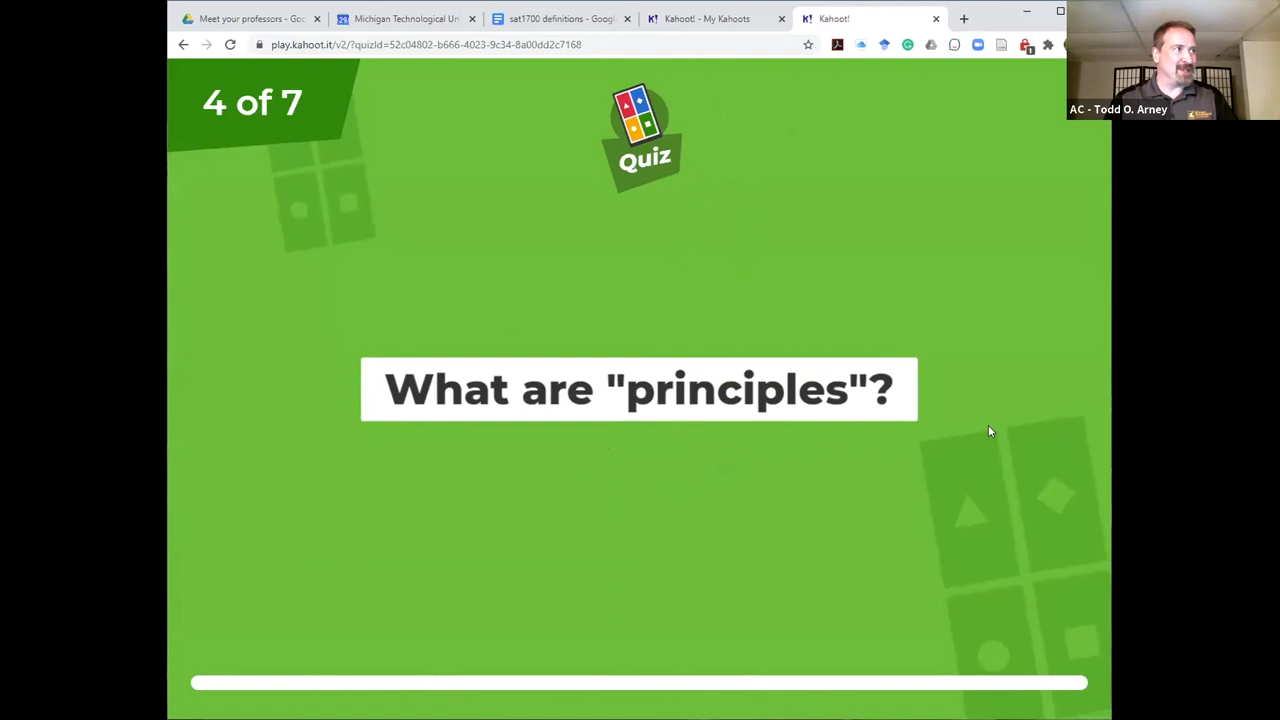 Meet your professors - Goo
Michigan Technological Un
sat1700 definitions - Googl
Kahoot! - My Kahoots
Kahoot!
play.kahoot.it/v2/?quizId=52c04802-b666-4023-9c34-8a00dd2c7168
4 of 7
Quiz
What are "principles"?
AC - Todd O. Arney